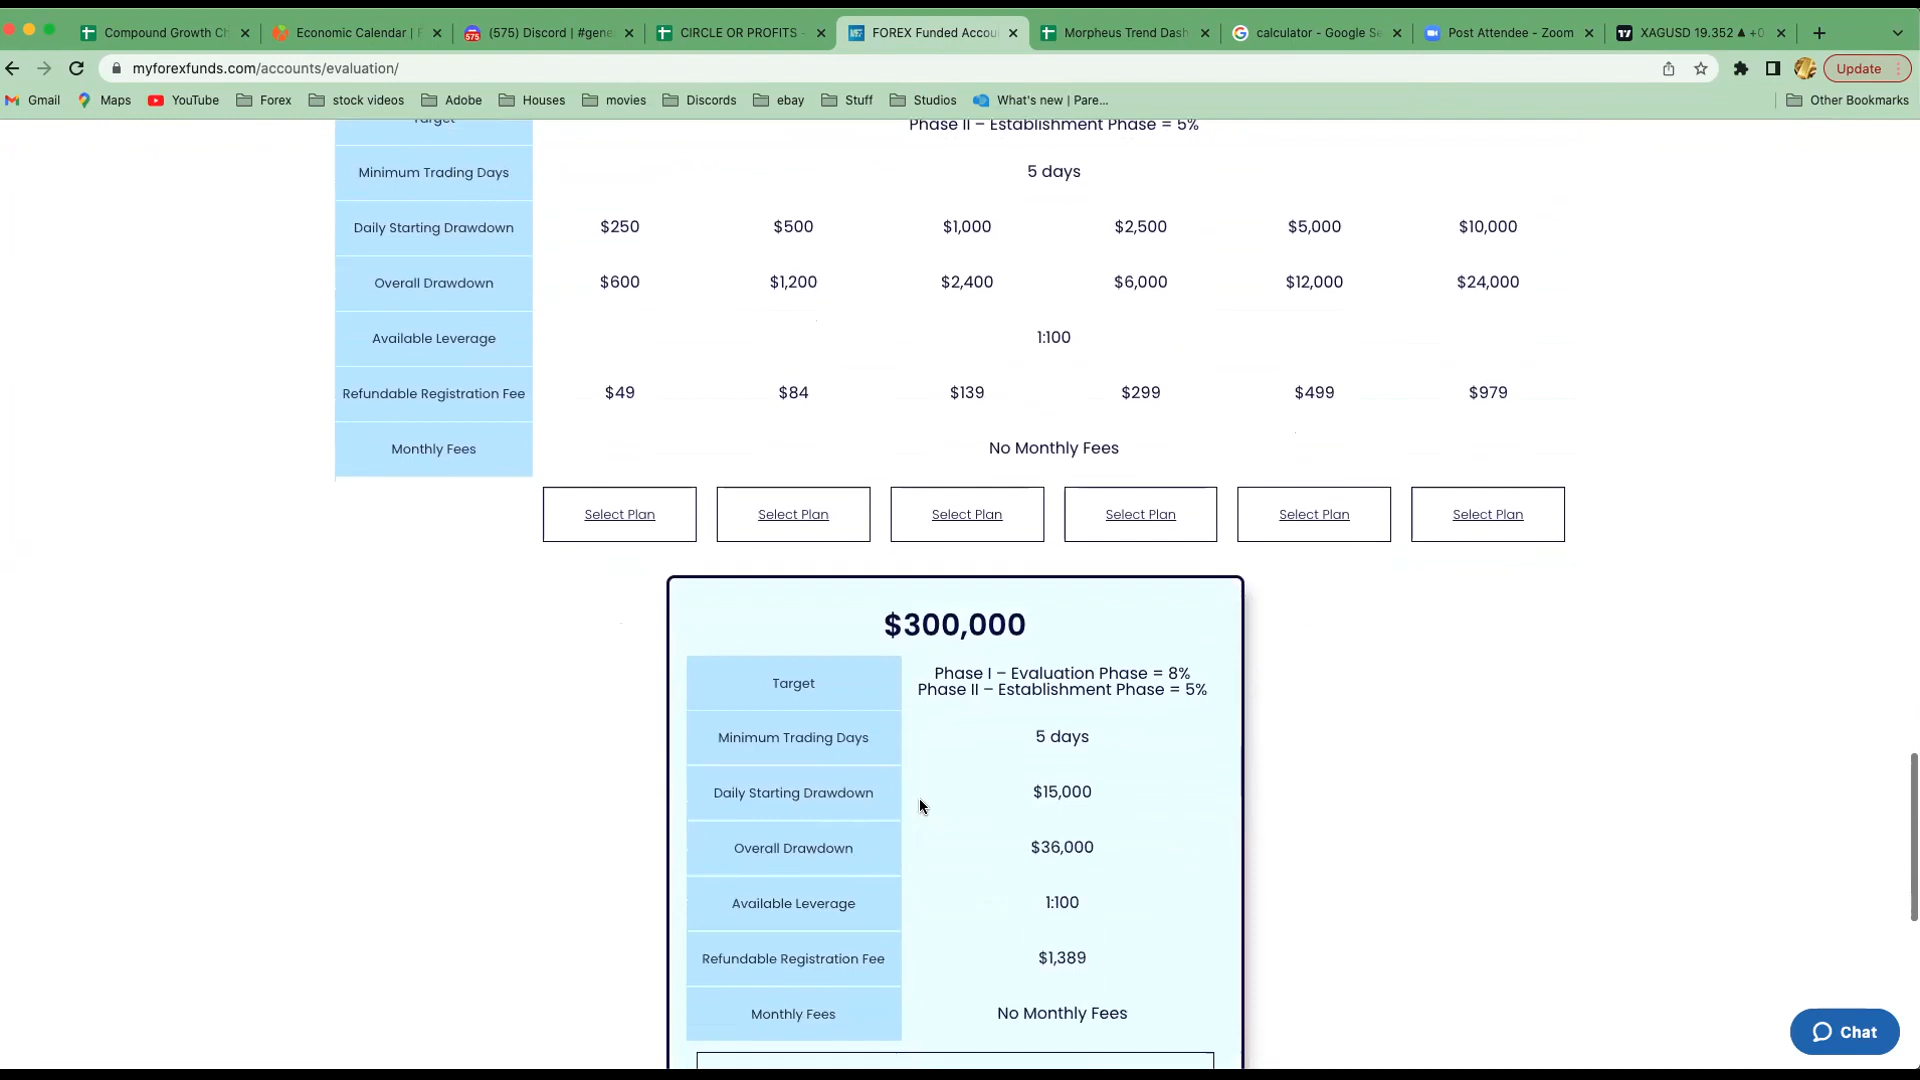 Compound Growth Ch
Economic Calendar | F
(575) Discord | #gene
CIRCLE OR PROFITS -
FOREX Funded Accou
Morpheus Trend Dash
calculator - Google Se
Post Attendee - Zoom
XAGUSD 19.352 ▲ +0
myforexfunds.com/accounts/evaluation/
Update
Gmail
Maps
YouTube
Forex
stock videos
Adobe
Houses
movies
Discords
ebay
Stuff
Studios
What's new | Pare...
Other Bookmarks
Target
Phase II – Establishment Phase = 5%
Minimum Trading Days
5 days
Daily Starting Drawdown $250 $500 $1,000 $2,500 $5,000 $10,000
Overall Drawdown $600 $1,200 $2,400 $6,000 $12,000 $24,000
Available Leverage 1:100
Refundable Registration Fee $49 $84 $139 $299 $499 $979
Monthly Fees No Monthly Fees
Select Plan Select Plan Select Plan Select Plan Select Plan Select Plan
$300,000
Target
Phase I – Evaluation Phase = 8%
Phase II – Establishment Phase = 5%
Minimum Trading Days 5 days
Daily Starting Drawdown $15,000
Overall Drawdown $36,000
Available Leverage 1:100
Refundable Registration Fee $1,389
Monthly Fees No Monthly Fees
Chat